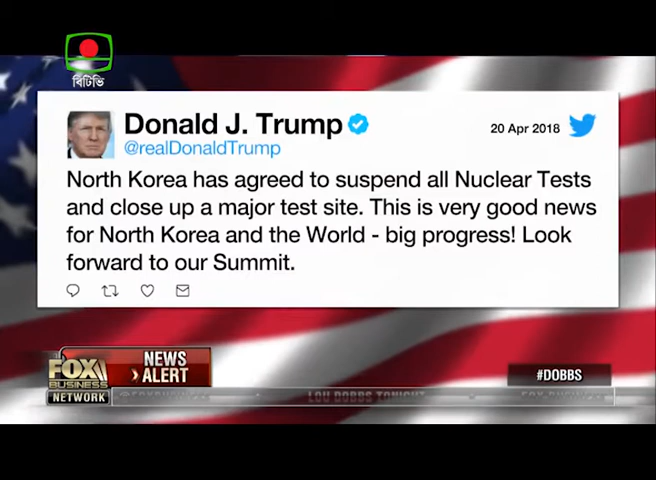 বিটিভি
Donald J. Trump
@realDonaldTrump
20 Apr 2018
North Korea has agreed to suspend all Nuclear Tests
and close up a major test site. This is very good news
for North Korea and the World - big progress! Look
forward to our Summit.
FOX
BUSINESS
NETWORK
NEWS
ALERT
#DOBBS
@FOXBUSINESS
LOU DOBBS TONIGHT